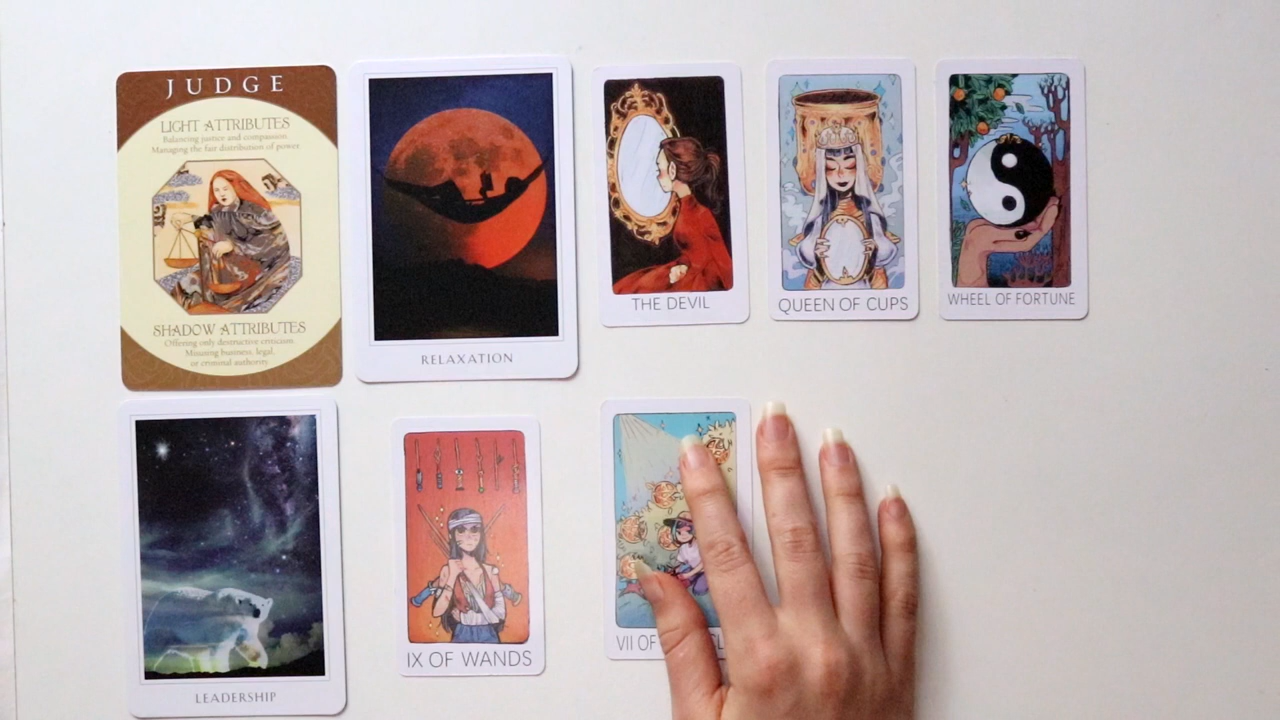 JUDGE
LIGHT ATTRIBUTES
Balancing justice and compassion.
Managing the fair distribution of power
SHADOW ATTRIBUTES
Offering only destructive criticism.
Misusing business, legal,
or criminal authority.
RELAXATION
THE DEVIL
QUEEN OF CUPS
WHEEL OF FORTUNE
LEADERSHIP
IX OF WANDS
VII OF